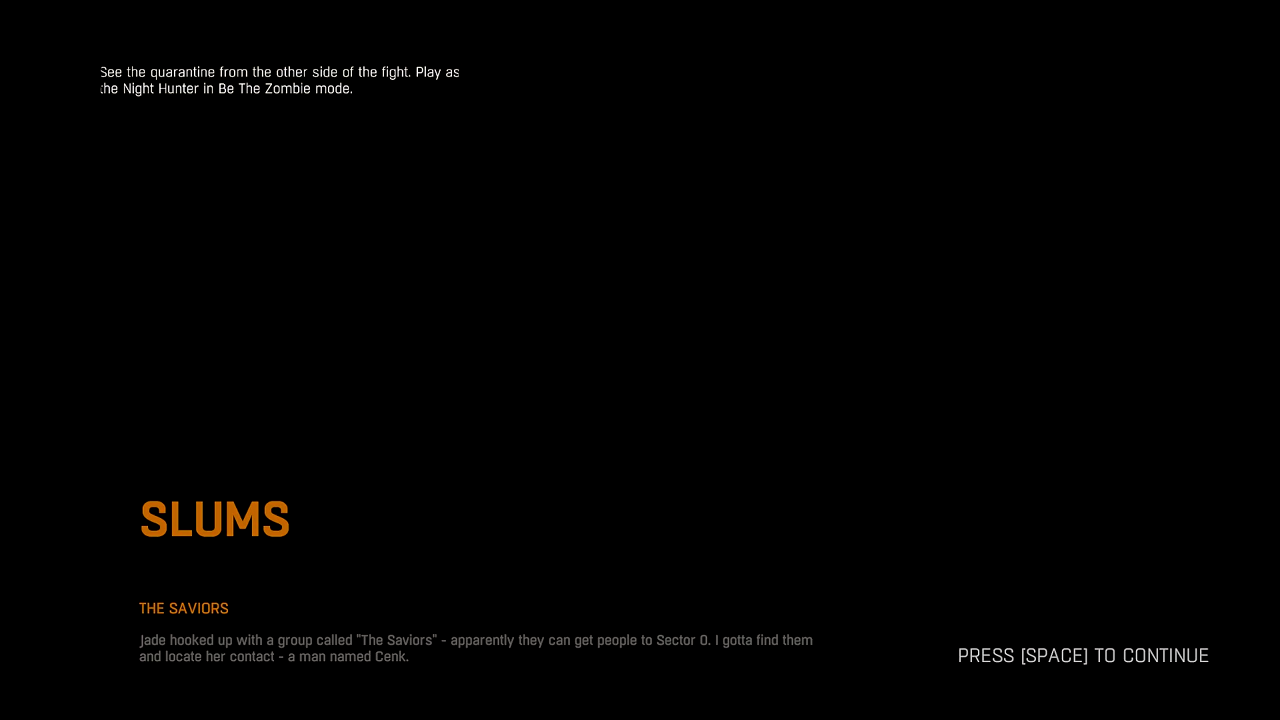 See the quarantine from the other side of the fight. Play as
the Night Hunter in Be The Zombie mode.
SLUMS
THE SAVIORS
Jade hooked up with a group called "The Saviors" - apparently they can get people to Sector 0. I gotta find them
and locate her contact - a man named Cenk.
PRESS [SPACE] TO CONTINUE